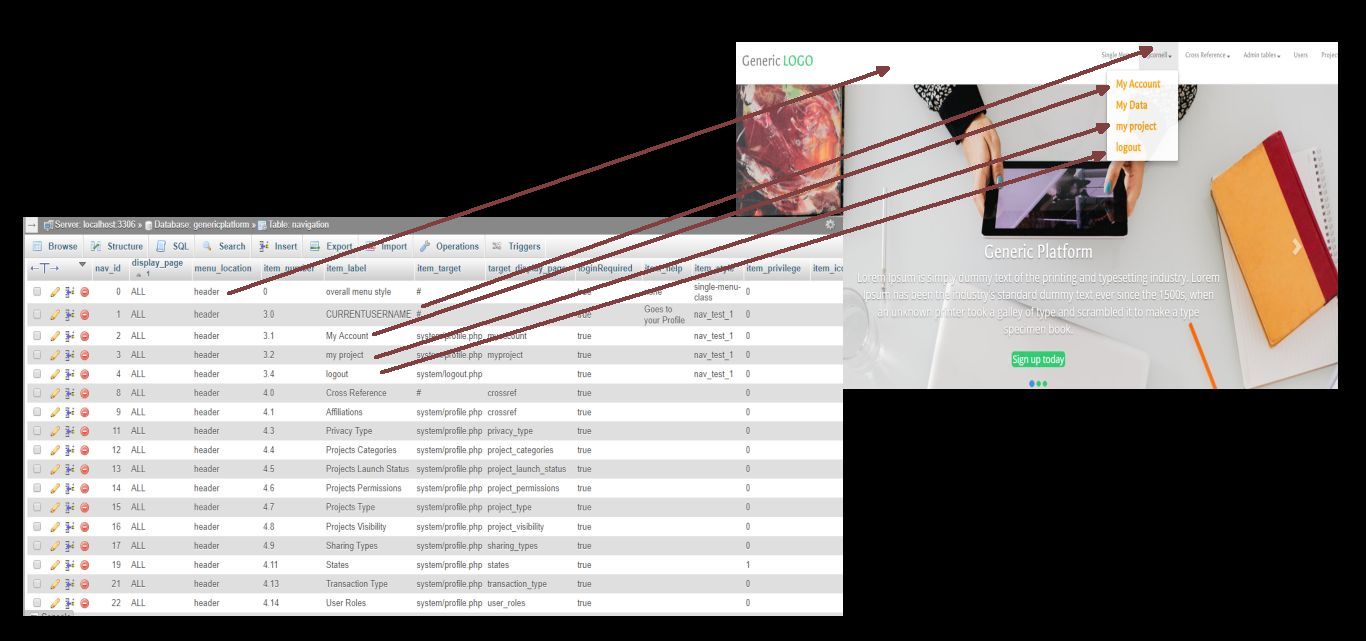 Generic LOGO
Cross Reference Admin tables Users
My Account
My Data
my project
logout
Generic Platform
Lorem Ipsum is simply dummy text of the printing and typesetting industry. Lorem
Ipsum has been the industry's standard dummy text ever since the 1500s, when
an unknown printer took a galley of type and scrambled it to make a type
specimen book.
Sign up today
Server: localhost:3306 » Database: genericplatform » Table: navigation
Browse Structure SQL Search Insert Export Import Operations Triggers
nav_id display_page 1 menu_location item_number item_label item_target target_display_page loginRequired item_help item_style item_privilege
0 ALL header 0 overall menu style # true single-menu-class 0
1 ALL header 3.0 CURRENTUSERNAME # true Goes to your Profile nav_test_1 0
2 ALL header 3.1 My Account system/profile.php myaccount true nav_test_1 0
3 ALL header 3.2 my project system/profile.php myproject true nav_test_1 0
4 ALL header 3.4 logout system/logout.php true nav_test_1 0
8 ALL header 4.0 Cross Reference # crossref true 0
9 ALL header 4.1 Affiliations system/profile.php crossref true 0
11 ALL header 4.3 Privacy Type system/profile.php privacy_type true 0
12 ALL header 4.4 Projects Categories system/profile.php project_categories true 0
13 ALL header 4.5 Projects Launch Status system/profile.php project_launch_status true 0
14 ALL header 4.6 Projects Permissions system/profile.php project_permissions true 0
15 ALL header 4.7 Projects Type system/profile.php project_type true 0
16 ALL header 4.8 Projects Visibility system/profile.php project_visibility true 0
17 ALL header 4.9 Sharing Types system/profile.php sharing_types true 0
19 ALL header 4.11 States system/profile.php states true 1
21 ALL header 4.13 Transaction Type system/profile.php transaction_type true 0
22 ALL header 4.14 User Roles system/profile.php user_roles true 0